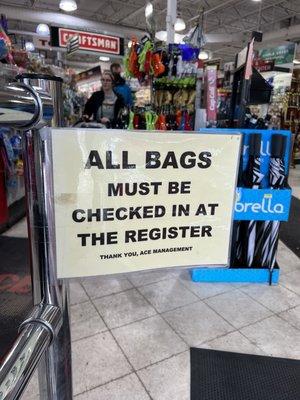 CRAFTSMAN
ALL BAGS
MUST BE
CHECKED IN AT
THE REGISTER
THANK YOU, ACE MANAGEMENT
brella